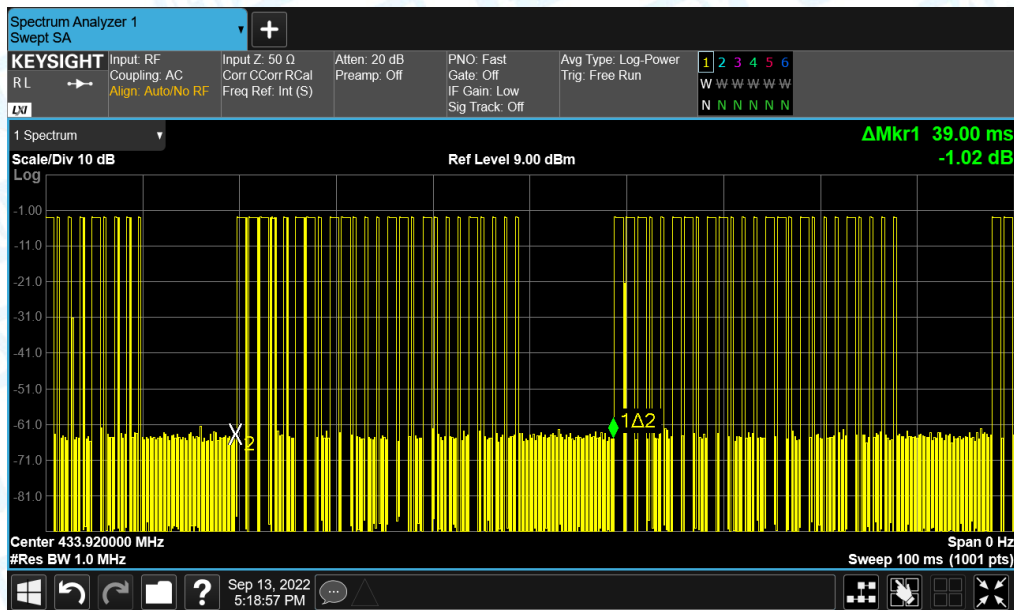 Spectrum Analyzer 1
Swept SA
+
KEYSIGHT
RL
LXI
Input: RF
Coupling: AC
Align: Auto/No RF
Input Z: 50 Ω
Corr CCorr RCal
Freq Ref: Int (S)
Atten: 20 dB
Preamp: Off
PNO: Fast
Gate: Off
IF Gain: Low
Sig Track: Off
Avg Type: Log-Power
Trig: Free Run
1 2 3 4 5 6
W W W W W W
N N N N N N
1 Spectrum
ΔMkr1 39.00 ms
-1.02 dB
Scale/Div 10 dB
Ref Level 9.00 dBm
Log
-1.00
-11.0
-21.0
-31.0
-41.0
-51.0
-61.0
-71.0
-81.0
X2
1Δ2
Center 433.920000 MHz
Span 0 Hz
#Res BW 1.0 MHz
Sweep 100 ms (1001 pts)
?
Sep 13, 2022
5:18:57 PM